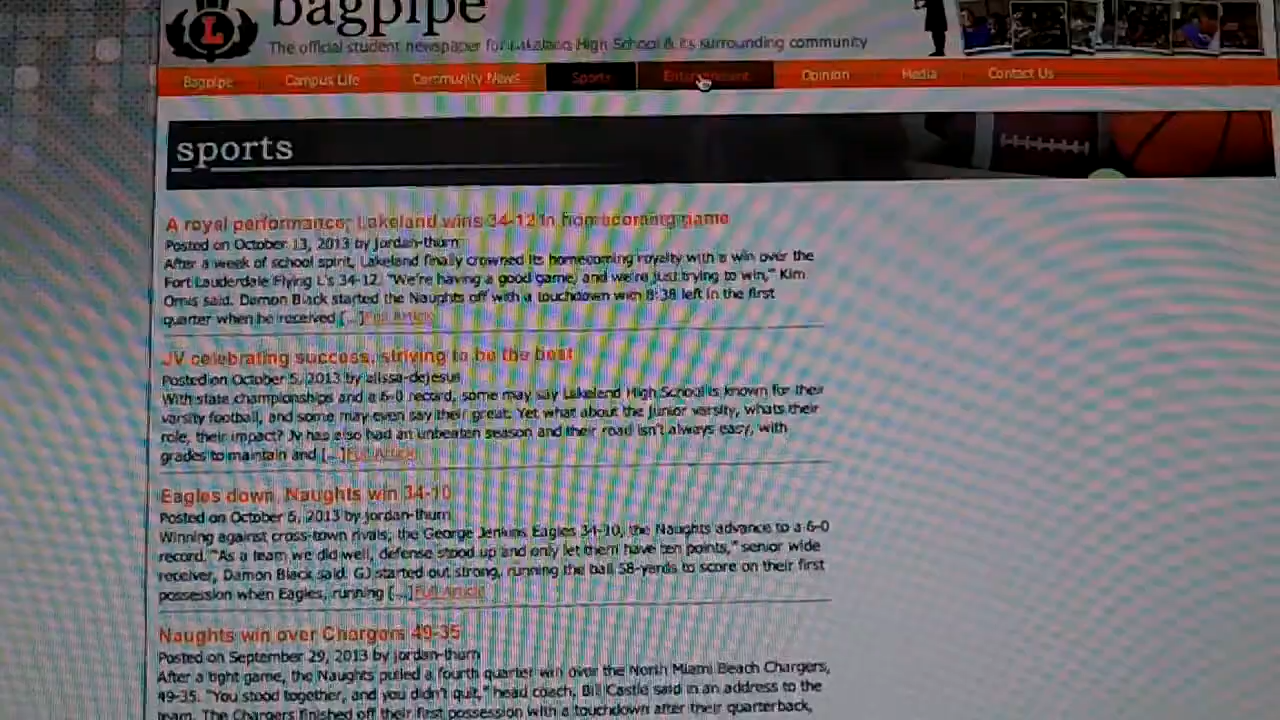 bagpipe
L
The official student newspaper for Lakeland High School & its surrounding community
Bagpipe Campus Life Community News Sports Entertainment Opinion Media Contact Us
sports
A royal performance; Lakeland wins 34-12 in homecoming game
Posted on October 13, 2013 by jordan-thurn
After a week of school spirit, Lakeland finally crowned its homecoming royalty with a win over the
Fort Lauderdale Flying L's 34-12. "We're having a good game, and we're just trying to win," Kim
said. Damon Black started the Naughts off with a touchdown with 8:38 left in the first
quarter when he received [...]Full Article
JV celebrating success, striving to be the best
Posted on October 5, 2013 by alissa-dejesus
With state championships and a 6-0 record, some may say Lakeland High School is known for their
varsity football, and some may even say their great. Yet what about the junior varsity, whats their
role, their impact? JV has also had an unbeaten season and their road isn't always easy, with
grades to maintain and [...]Full Article
Eagles down, Naughts win 34-10
Posted on October 5, 2013 by jordan-thurn
Winning against cross-town rivals, the George Jenkins Eagles 34-10, the Naughts advance to a 6-0
record. "As a team we did well, defense stood up and only let them have ten points," senior wide
receiver, Damon Black said. GJ started out strong, running the ball 58-yards to score on their first
possession when Eagles, running [...]Full Article
Naughts win over Chargers 49-35
Posted on September 29, 2013 by jordan-thurn
After a tight game, the Naughts pulled a fourth quarter win over the North Miami Beach Chargers,
49-35. "You stood together, and you didn't quit," head coach, Bill Castle said in an address to the
team. The Chargers finished off their first possession with a touchdown after their quarterback,